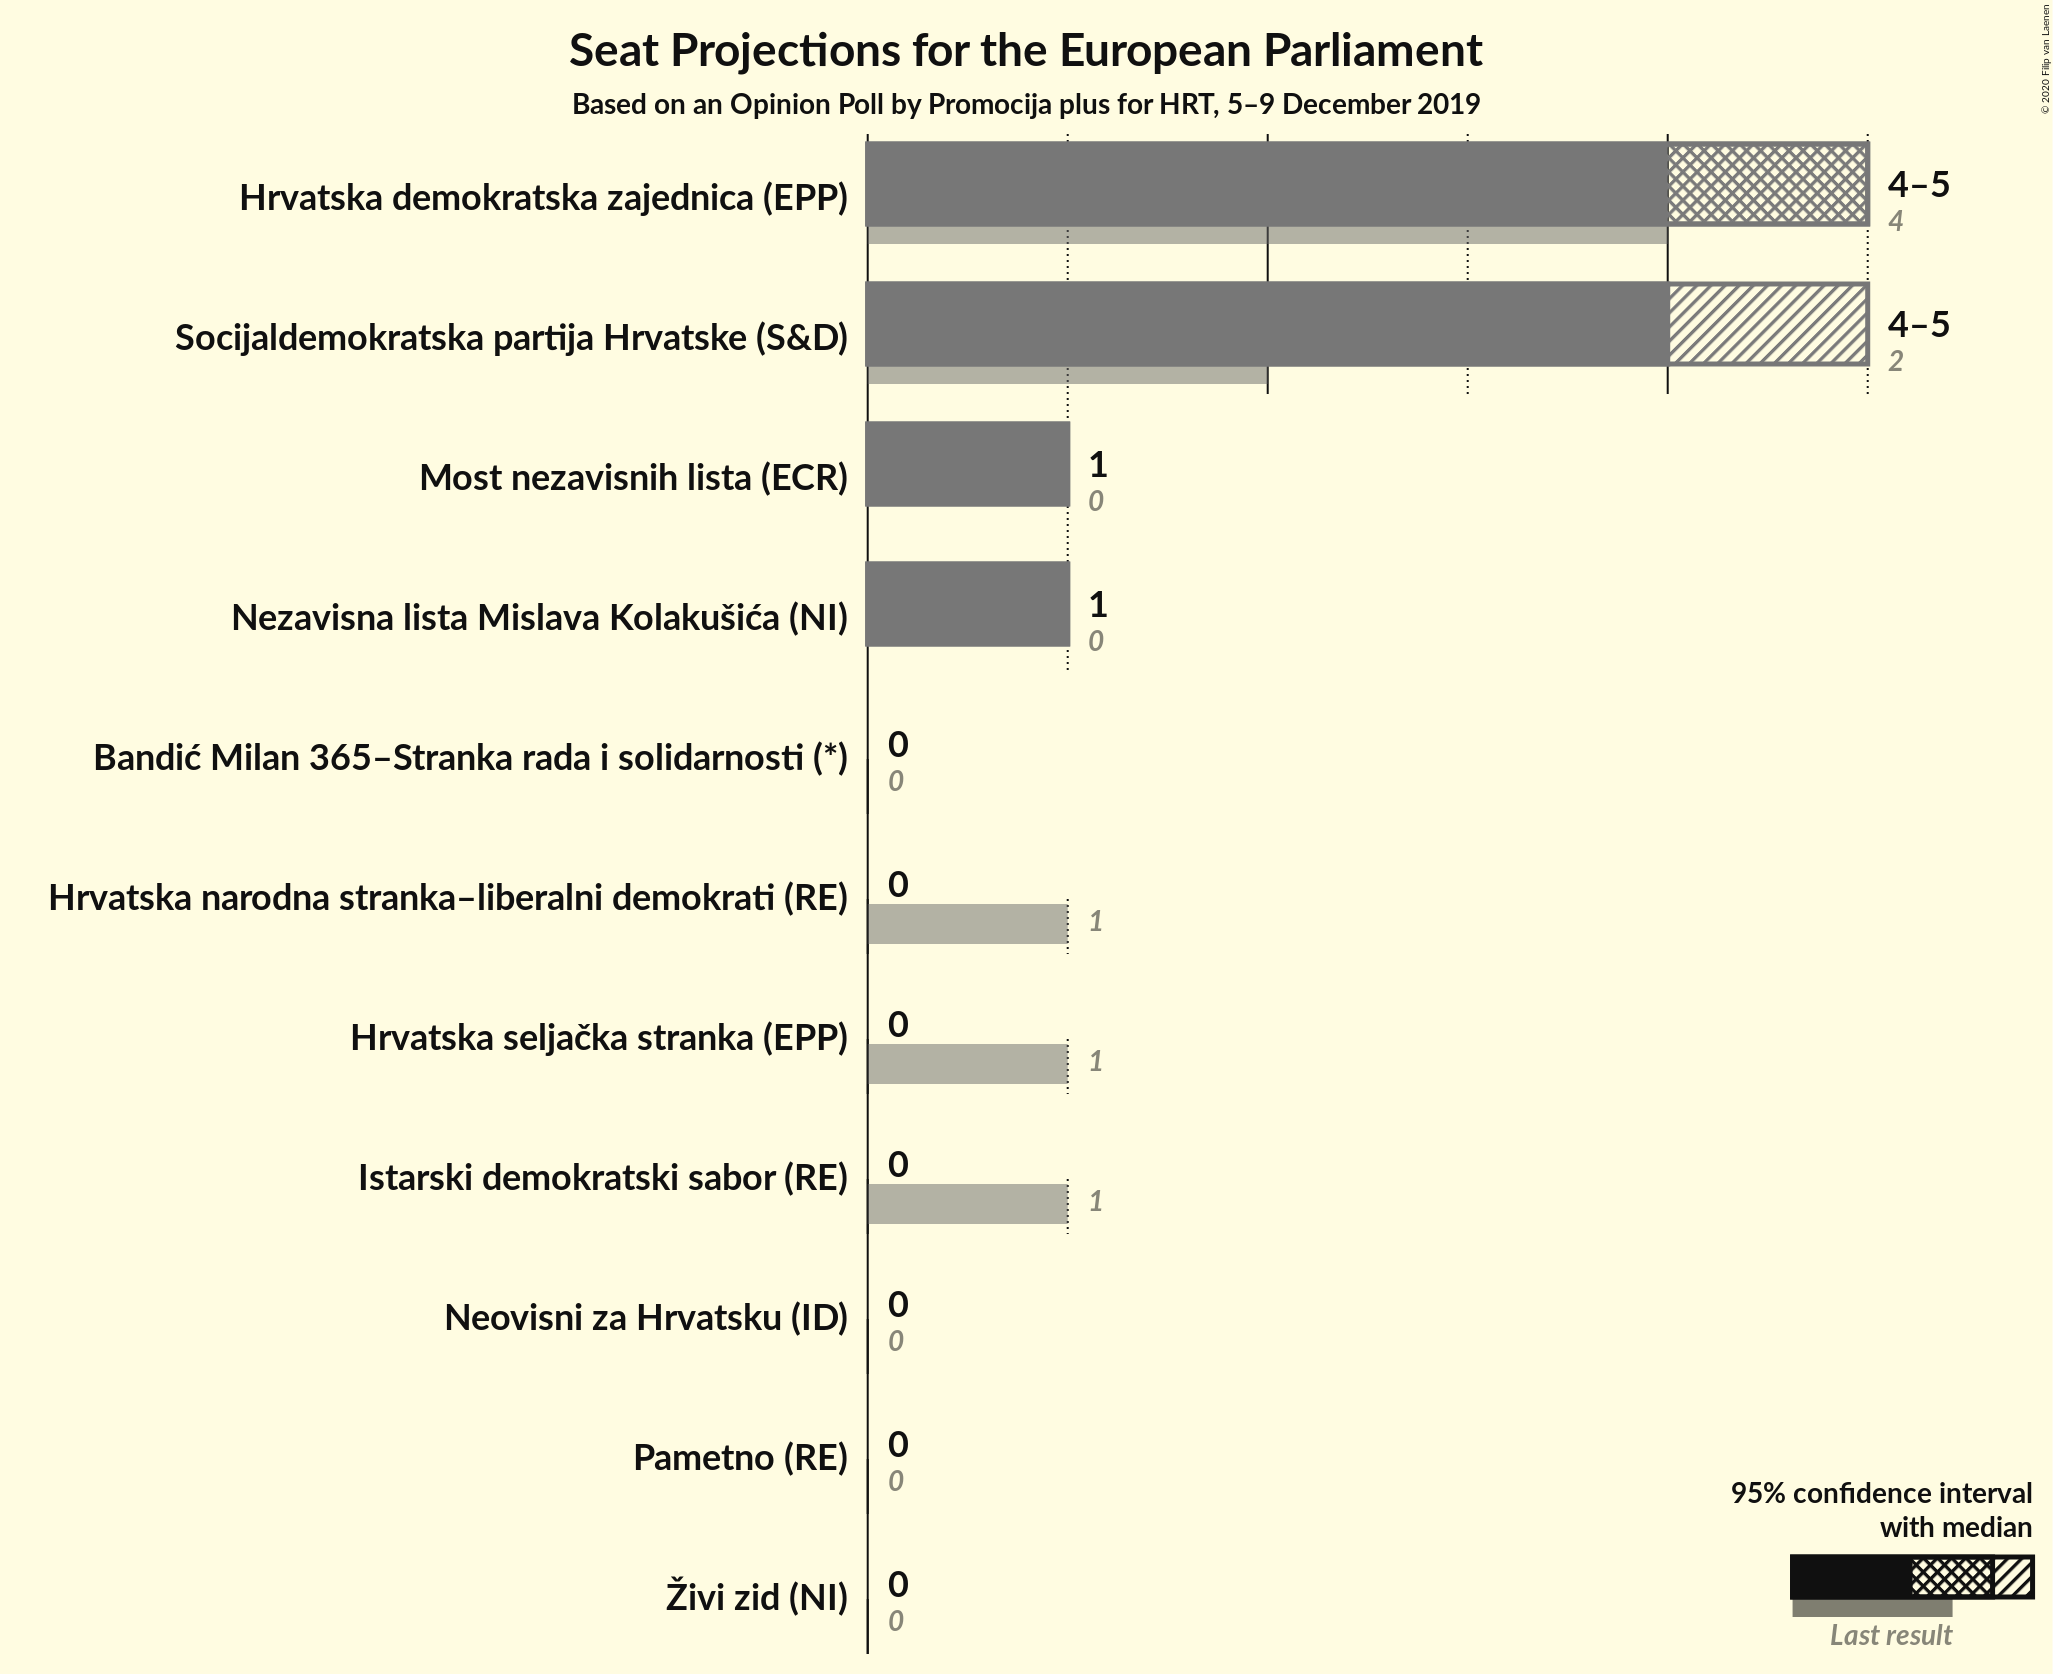 Seat Projections for the European Parliament
Based on an Opinion Poll by Promocija plus for HRT, 5–9 December 2019
© 2020 Filip van Laenen
Hrvatska demokratska zajednica (EPP)
4–5
4
Socijaldemokratska partija Hrvatske (S&D)
4–5
2
Most nezavisnih lista (ECR)
1
0
Nezavisna lista Mislava Kolakušića (NI)
1
0
Bandić Milan 365–Stranka rada i solidarnosti (*)
0
0
Hrvatska narodna stranka–liberalni demokrati (RE)
0
1
Hrvatska seljačka stranka (EPP)
0
1
Istarski demokratski sabor (RE)
0
1
Neovisni za Hrvatsku (ID)
0
0
Pametno (RE)
0
0
Živi zid (NI)
0
0
95% confidence interval
with median
Last result